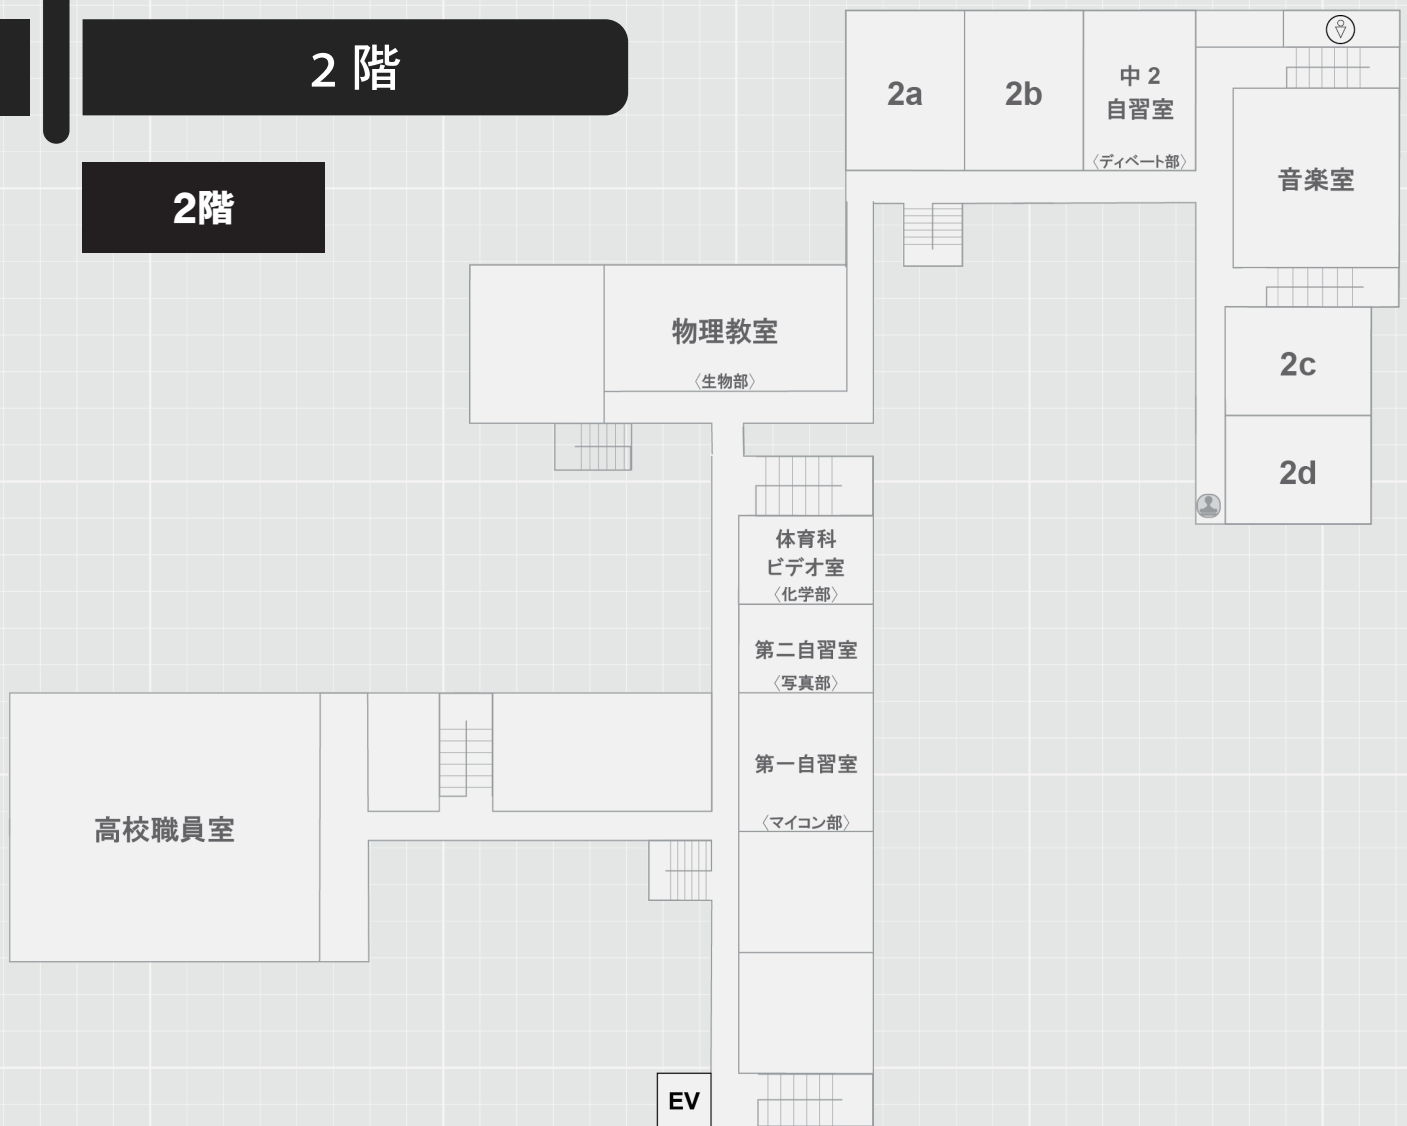 2 階
2階
2a
2b
中 2
自習室
〈ディベート部〉
音楽室
物理教室
〈生物部〉
2c
2d
体育科
ビデオ室
〈化学部〉
第二自習室
〈写真部〉
第一自習室
〈マイコン部〉
高校職員室
EV